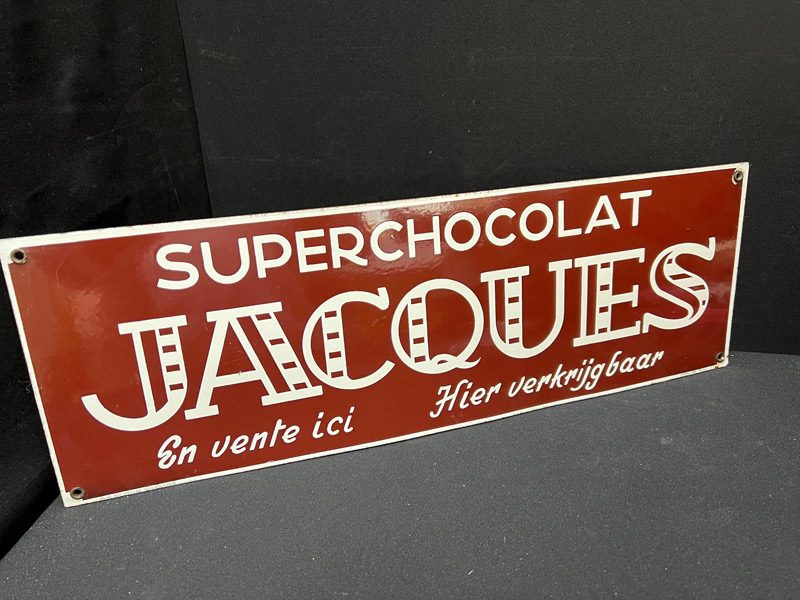 SUPERCHOCOLAT
JACQUES
En vente ici Hier verkrijgbaar